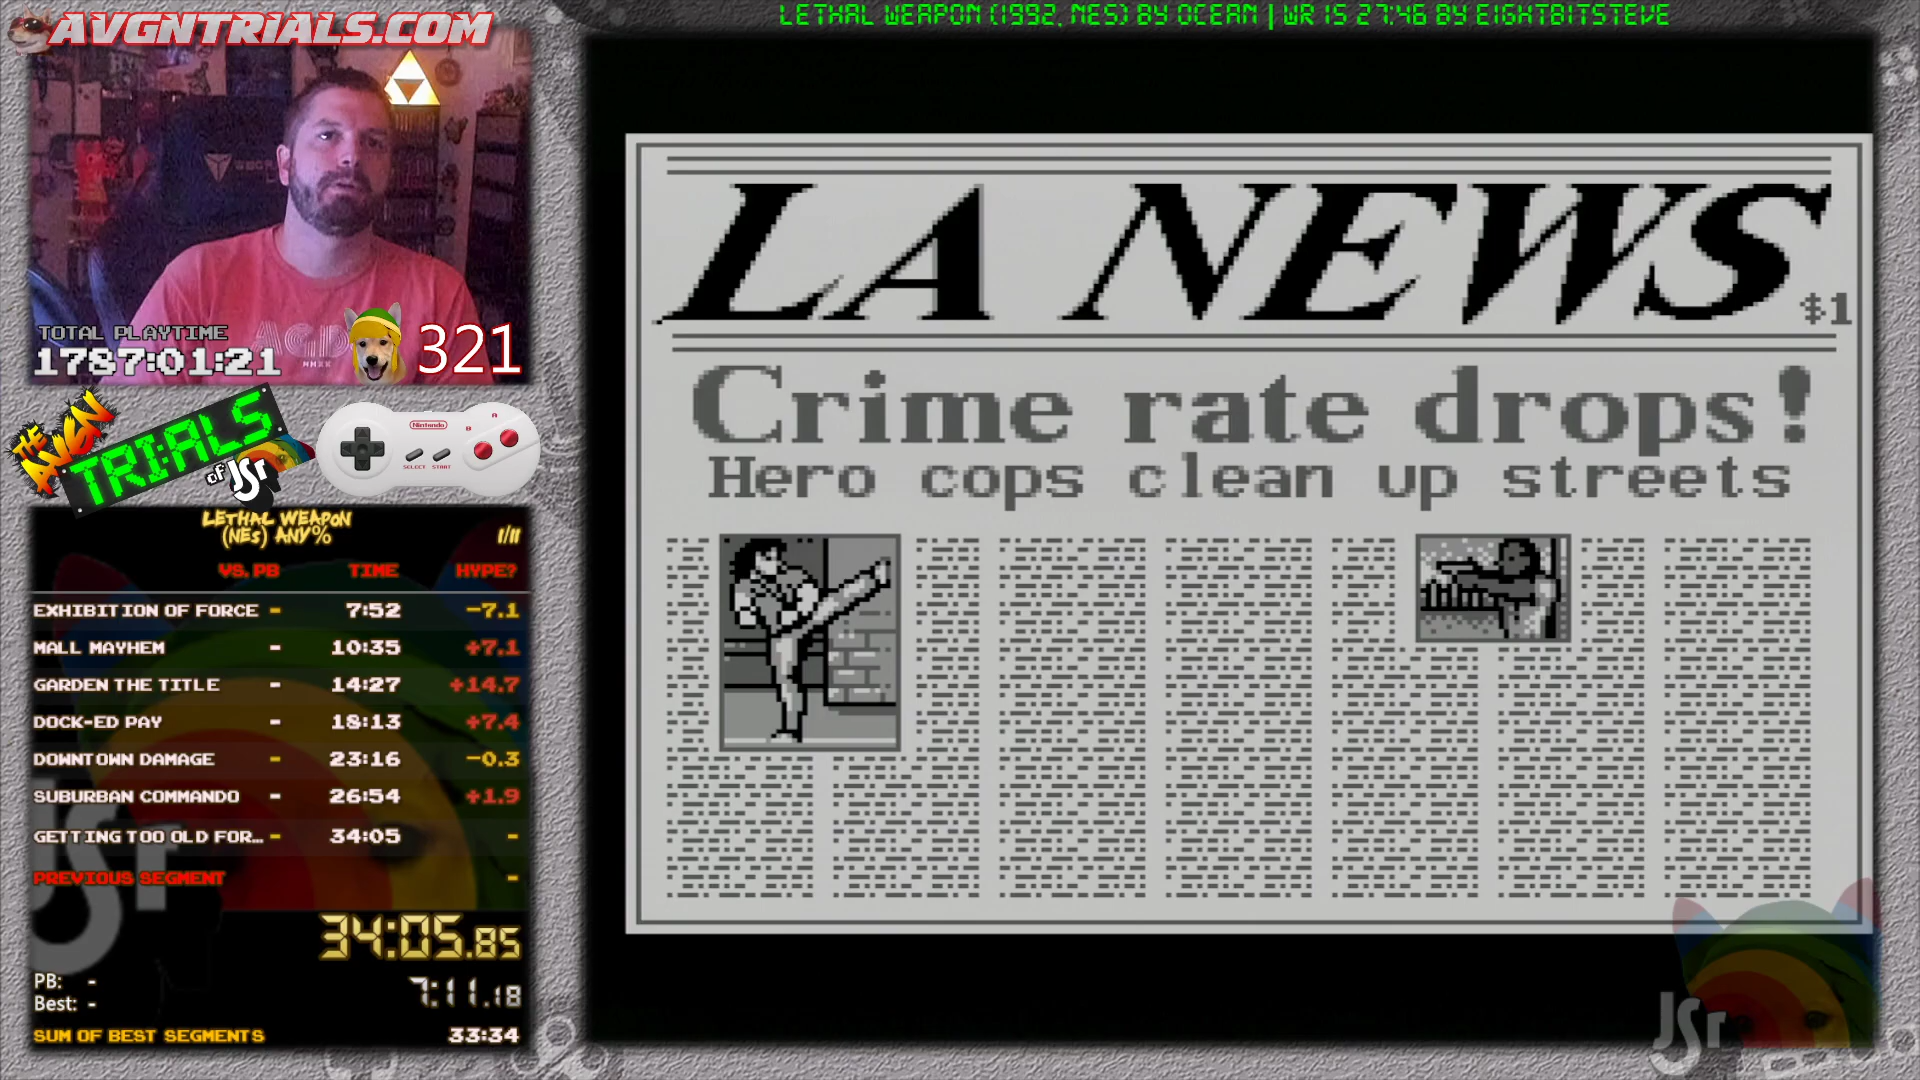 AVGNTRIALS.COM
LETHAL WEAPON (1992, NES) BY OCEAN | WR IS 27:46 BY EIGHTBITSTEVE
TOTAL PLAYTIME
1787:01:21
321
THE AVGN TRIALS of JSr
Nintendo
SELECT START
B A
LETHAL WEAPON
(NES) ANY%
1/11
VS. PB TIME HYPE?
EXHIBITION OF FORCE - 7:52 -7.1
MALL MAYHEM - 10:35 +7.1
GARDEN THE TITLE - 14:27 +14.7
DOCK-ED PAY - 18:13 +7.4
DOWNTOWN DAMAGE - 23:16 -0.3
SUBURBAN COMMANDO - 26:54 +1.9
GETTING TOO OLD FOR... - 34:05 -
PREVIOUS SEGMENT -
34:05.85
PB: -
7:11.18
Best: -
SUM OF BEST SEGMENTS 33:34
LA NEWS
$1
Crime rate drops!
Hero cops clean up streets
JSr